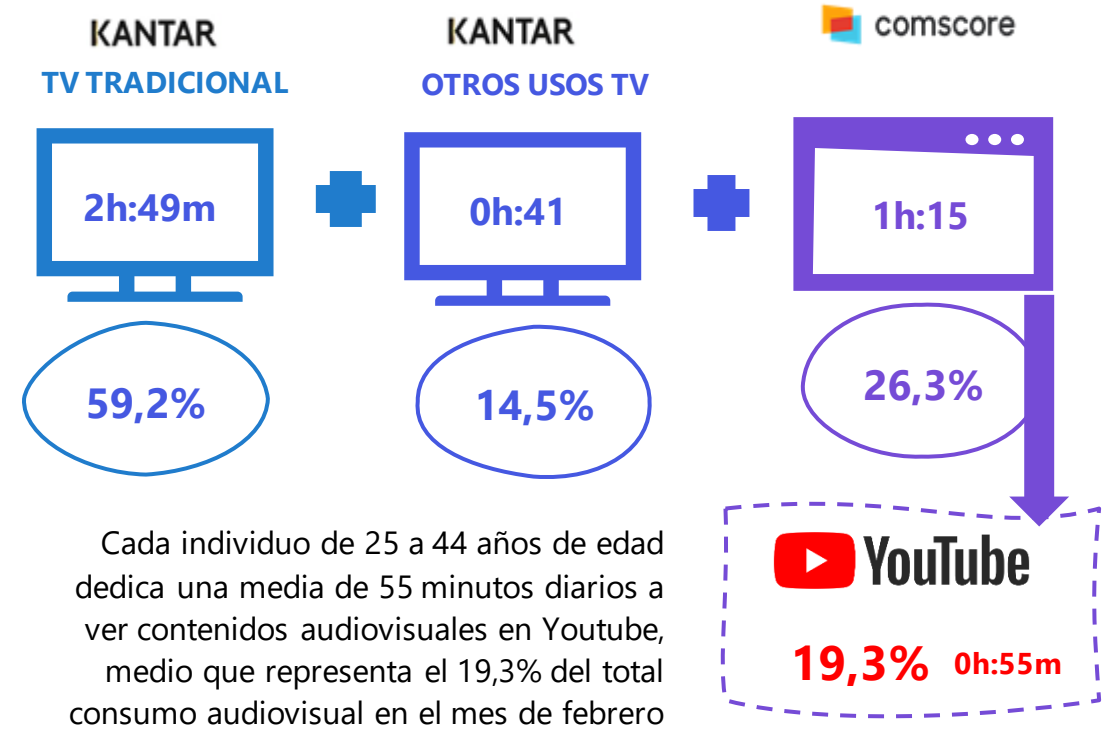 KANTAR
KANTAR
comscore
TV TRADICIONAL
OTROS USOS TV
2h:49m
0h:41
1h:15
59,2%
14,5%
26,3%
Cada individuo de 25 a 44 años de edad
dedica una media de 55 minutos diarios a
ver contenidos audiovisuales en Youtube,
medio que representa el 19,3% del total
consumo audiovisual en el mes de febrero
YouTube
19,3% 0h:55m